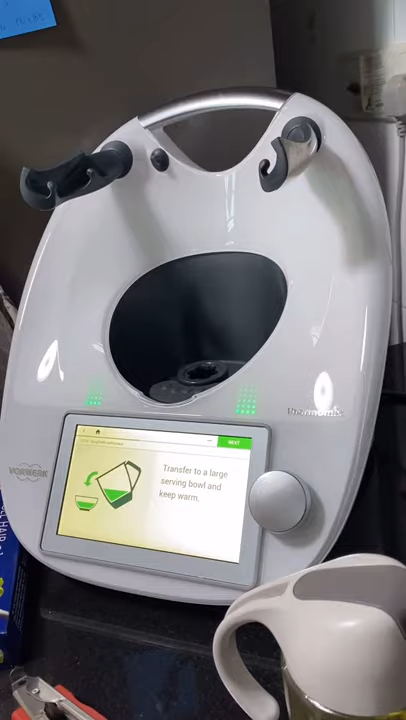 NEXT
Transfer to a large
serving bowl and
keep warm.
thermomix
VORWERK